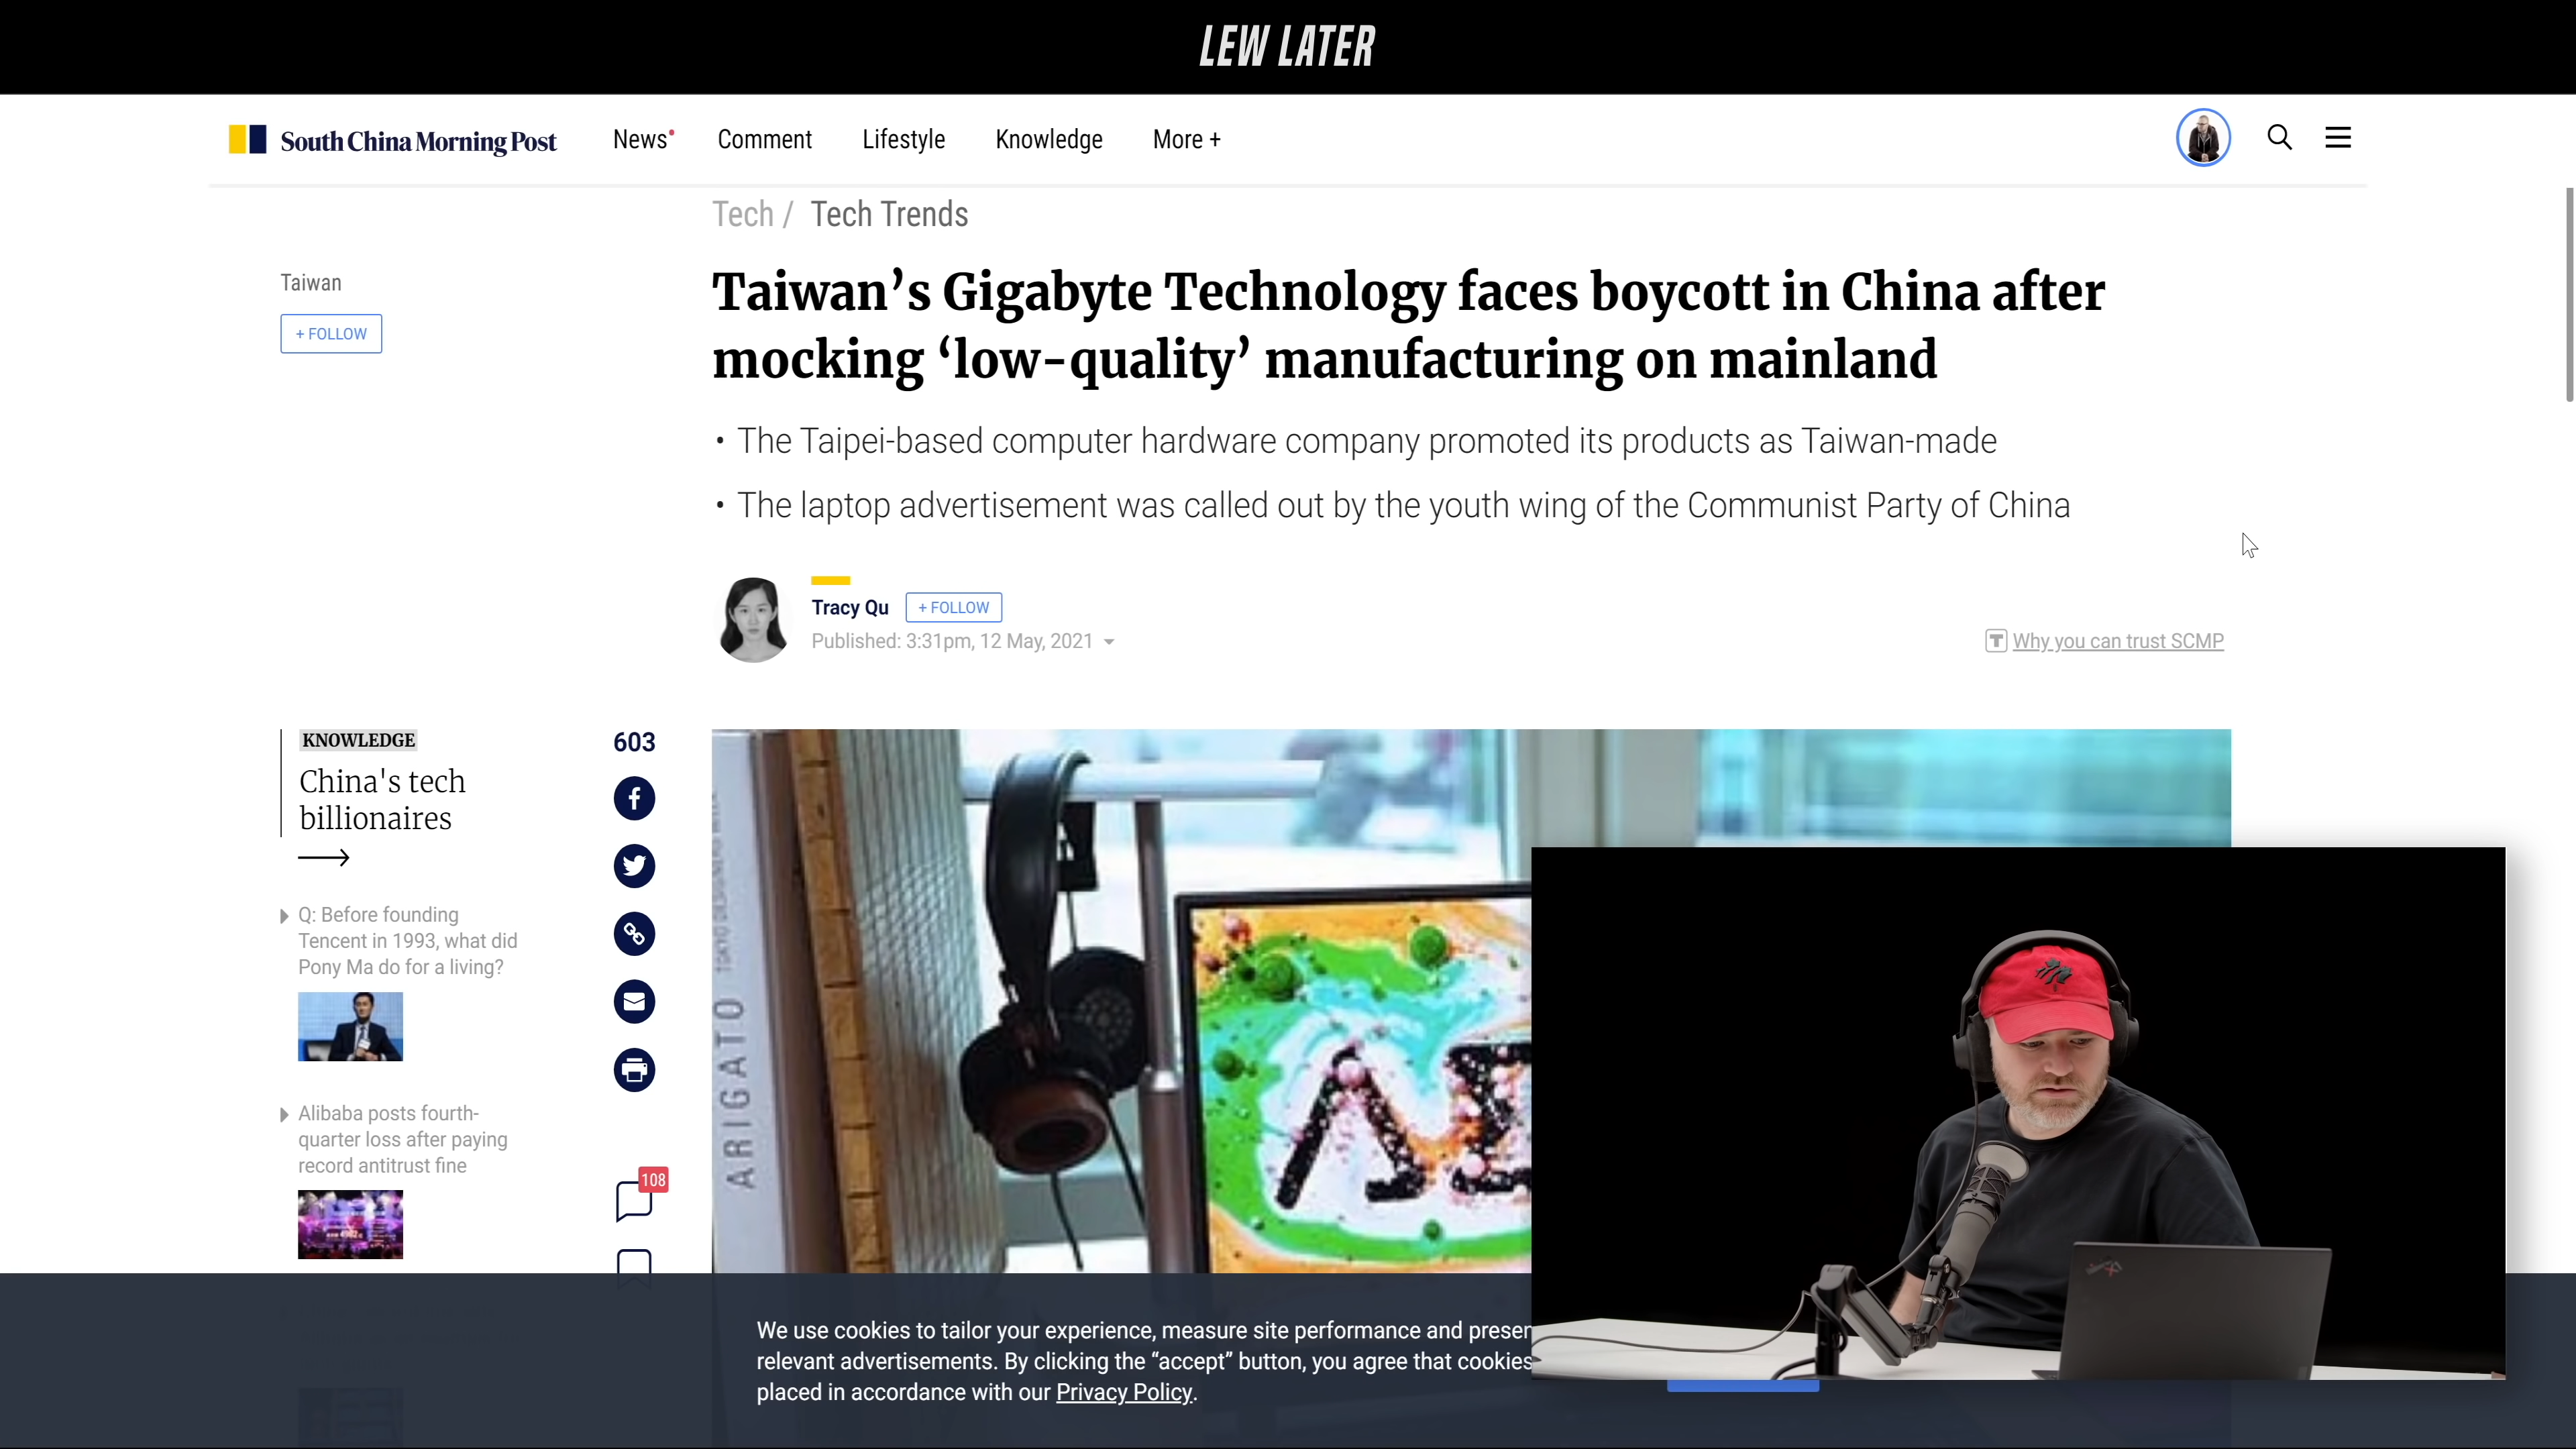 LEW LATER
South China Morning Post
News
Comment
Lifestyle
Knowledge
More +
Tech / Tech Trends
Taiwan
+ FOLLOW
Taiwan’s Gigabyte Technology faces boycott in China after
mocking ‘low-quality’ manufacturing on mainland
• The Taipei-based computer hardware company promoted its products as Taiwan-made
• The laptop advertisement was called out by the youth wing of the Communist Party of China
Tracy Qu
+ FOLLOW
Published: 3:31pm, 12 May, 2021
Why you can trust SCMP
KNOWLEDGE
China's tech
billionaires
Q: Before founding
Tencent in 1993, what did
Pony Ma do for a living?
Alibaba posts fourth-
quarter loss after paying
record antitrust fine
603
108
ARIGATO
We use cookies to tailor your experience, measure site performance and presen
relevant advertisements. By clicking the “accept” button, you agree that cookies
placed in accordance with our Privacy Policy.